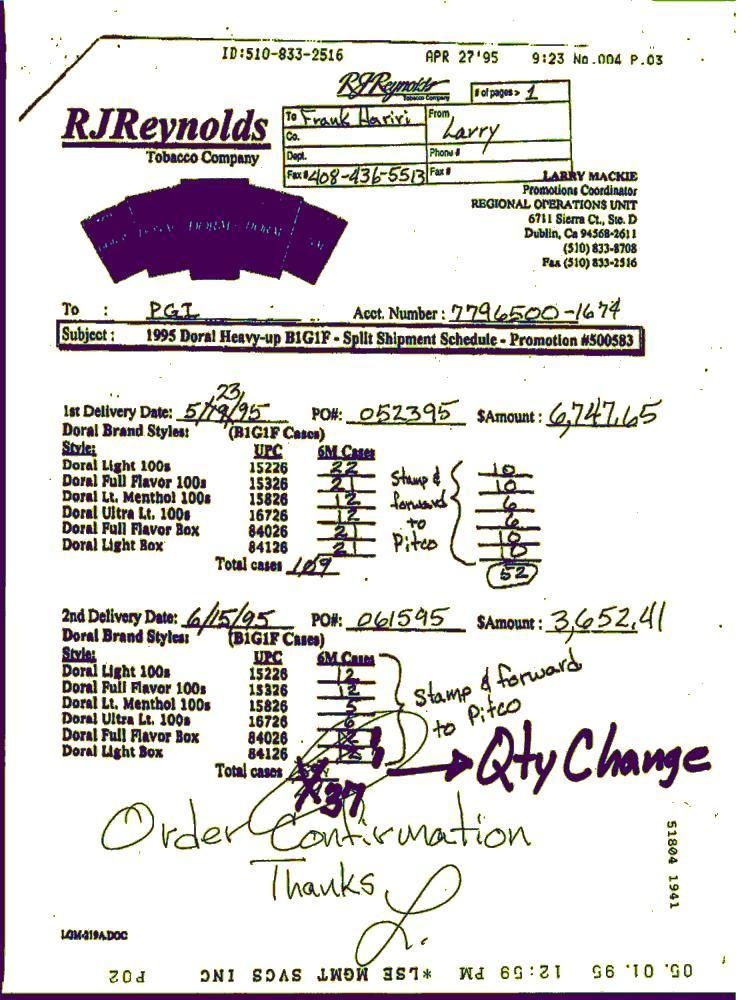 ID:510-833-2516 APR 27'95 9:23 No.004 P.03
RJReynolds
Tobacco Company
# of pages > 1
To Frank Hariri
From Larry
Co.
Dept.
Phone #
Fax # 408-436-5513
Fax #
RJReynolds
Tobacco Company
LARRY MACKIE
Promotions Coordinator
REGIONAL OPERATIONS UNIT
6711 Sierra Ct., Ste. D
Dublin, Ca 94568-2611
(510) 833-8708
Fax (510) 833-2516
DORAL DORAL
To : PGI Acct. Number : 7796500-1674
Subject : 1995 Doral Heavy-up B1G1F - Split Shipment Schedule - Promotion #500583
23
1st Delivery Date: 5/19/95 PO#: 052395 $Amount : 6,747.65
Doral Brand Styles: (B1G1F Cases)
Style: UPC 6M Cases
Doral Light 100s 15226 22 10
Doral Full Flavor 100s 15326 21 10
Doral Lt. Menthol 100s 15826 12 6
Doral Ultra Lt. 100s 16726 12 6
Doral Full Flavor Box 84026 21 10
Doral Light Box 84126 21 10
Stamp &
forward
to
Pitco
Total cases 109 52
2nd Delivery Date: 6/15/95 PO#: 061595 $Amount : 3,652.41
Doral Brand Styles: (B1G1F Cases)
Style: UPC 6M Cases
Doral Light 100s 15226 12
Doral Full Flavor 100s 15326 12
Doral Lt. Menthol 100s 15826 5
Doral Ultra Lt. 100s 16726 6
Doral Full Flavor Box 84026 1
Doral Light Box 84126 1
Stamp & forward
to Pitco
Total cases 37
Qty Change
Order Confirmation
Thanks
L.
51804 1941
LGM-219A.DOC
05.01.95 12:59 PM *LSE MGMT SVCS INC P02